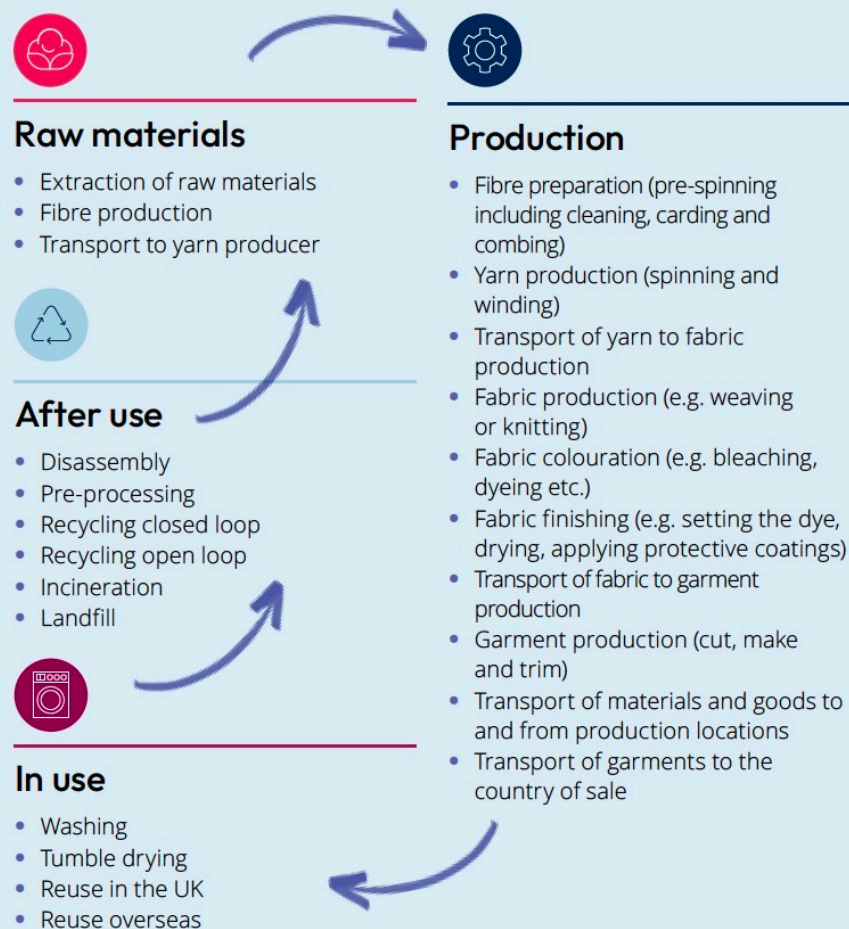 Raw materials
• Extraction of raw materials
• Fibre production
• Transport to yarn producer
After use
• Disassembly
• Pre-processing
• Recycling closed loop
• Recycling open loop
• Incineration
• Landfill
In use
• Washing
• Tumble drying
• Reuse in the UK
• Reuse overseas
Production
• Fibre preparation (pre-spinning
including cleaning, carding and
combing)
• Yarn production (spinning and
winding)
• Transport of yarn to fabric
production
• Fabric production (e.g. weaving
or knitting)
• Fabric colouration (e.g. bleaching,
dyeing etc.)
• Fabric finishing (e.g. setting the dye,
drying, applying protective coatings)
• Transport of fabric to garment
production
• Garment production (cut, make
and trim)
• Transport of materials and goods to
and from production locations
• Transport of garments to the
country of sale